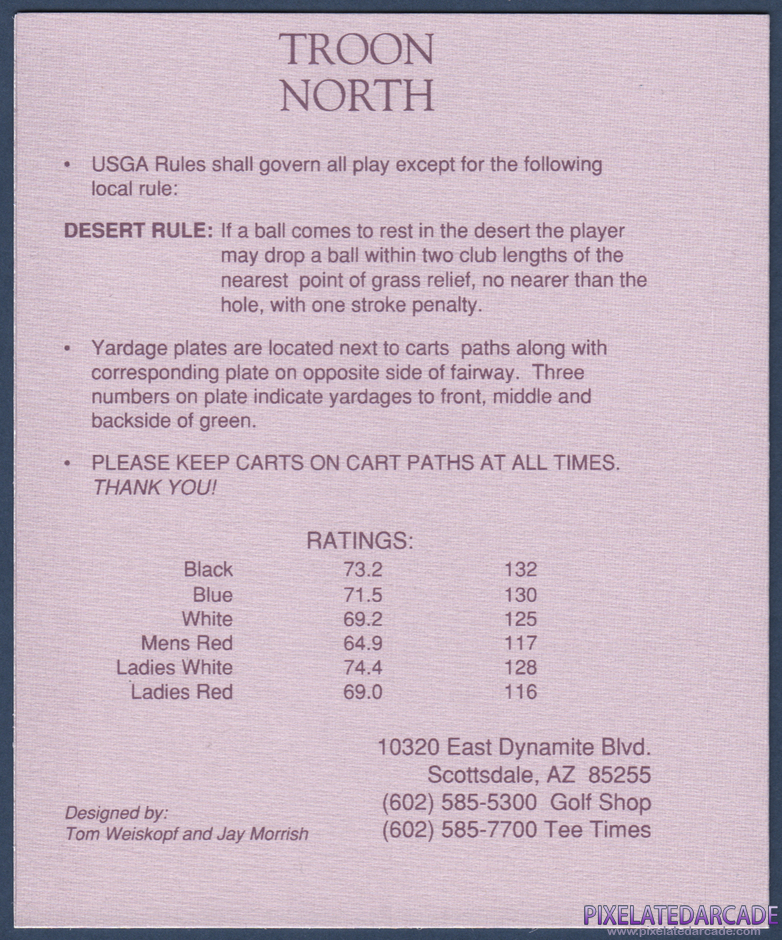 TROON
NORTH
• USGA Rules shall govern all play except for the following
local rule:
DESERT RULE: If a ball comes to rest in the desert the player
may drop a ball within two club lengths of the
nearest point of grass relief, no nearer than the
hole, with one stroke penalty.
• Yardage plates are located next to carts paths along with
corresponding plate on opposite side of fairway. Three
numbers on plate indicate yardages to front, middle and
backside of green.
• PLEASE KEEP CARTS ON CART PATHS AT ALL TIMES.
THANK YOU!
RATINGS:
Black 73.2 132
Blue 71.5 130
White 69.2 125
Mens Red 64.9 117
Ladies White 74.4 128
Ladies Red 69.0 116
10320 East Dynamite Blvd.
Scottsdale, AZ 85255
(602) 585-5300 Golf Shop
(602) 585-7700 Tee Times
Designed by:
Tom Weiskopf and Jay Morrish
PIXELATEDARCADE
www.pixelatedarcade.com